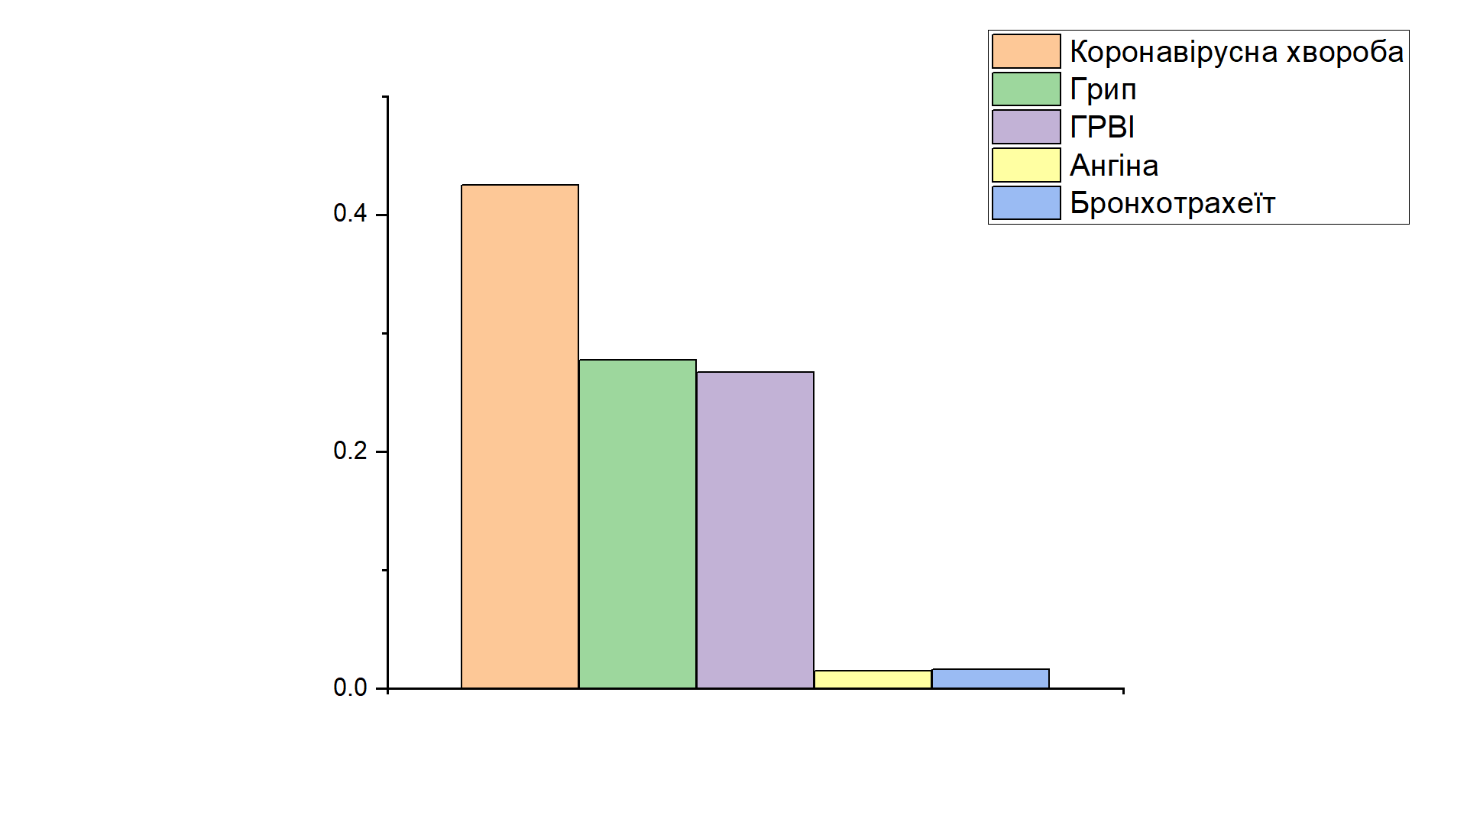 Коронавірусна хвороба
Грип
ГРВІ
Ангіна
Бронхотрахеїт
0.4
0.2
0.0